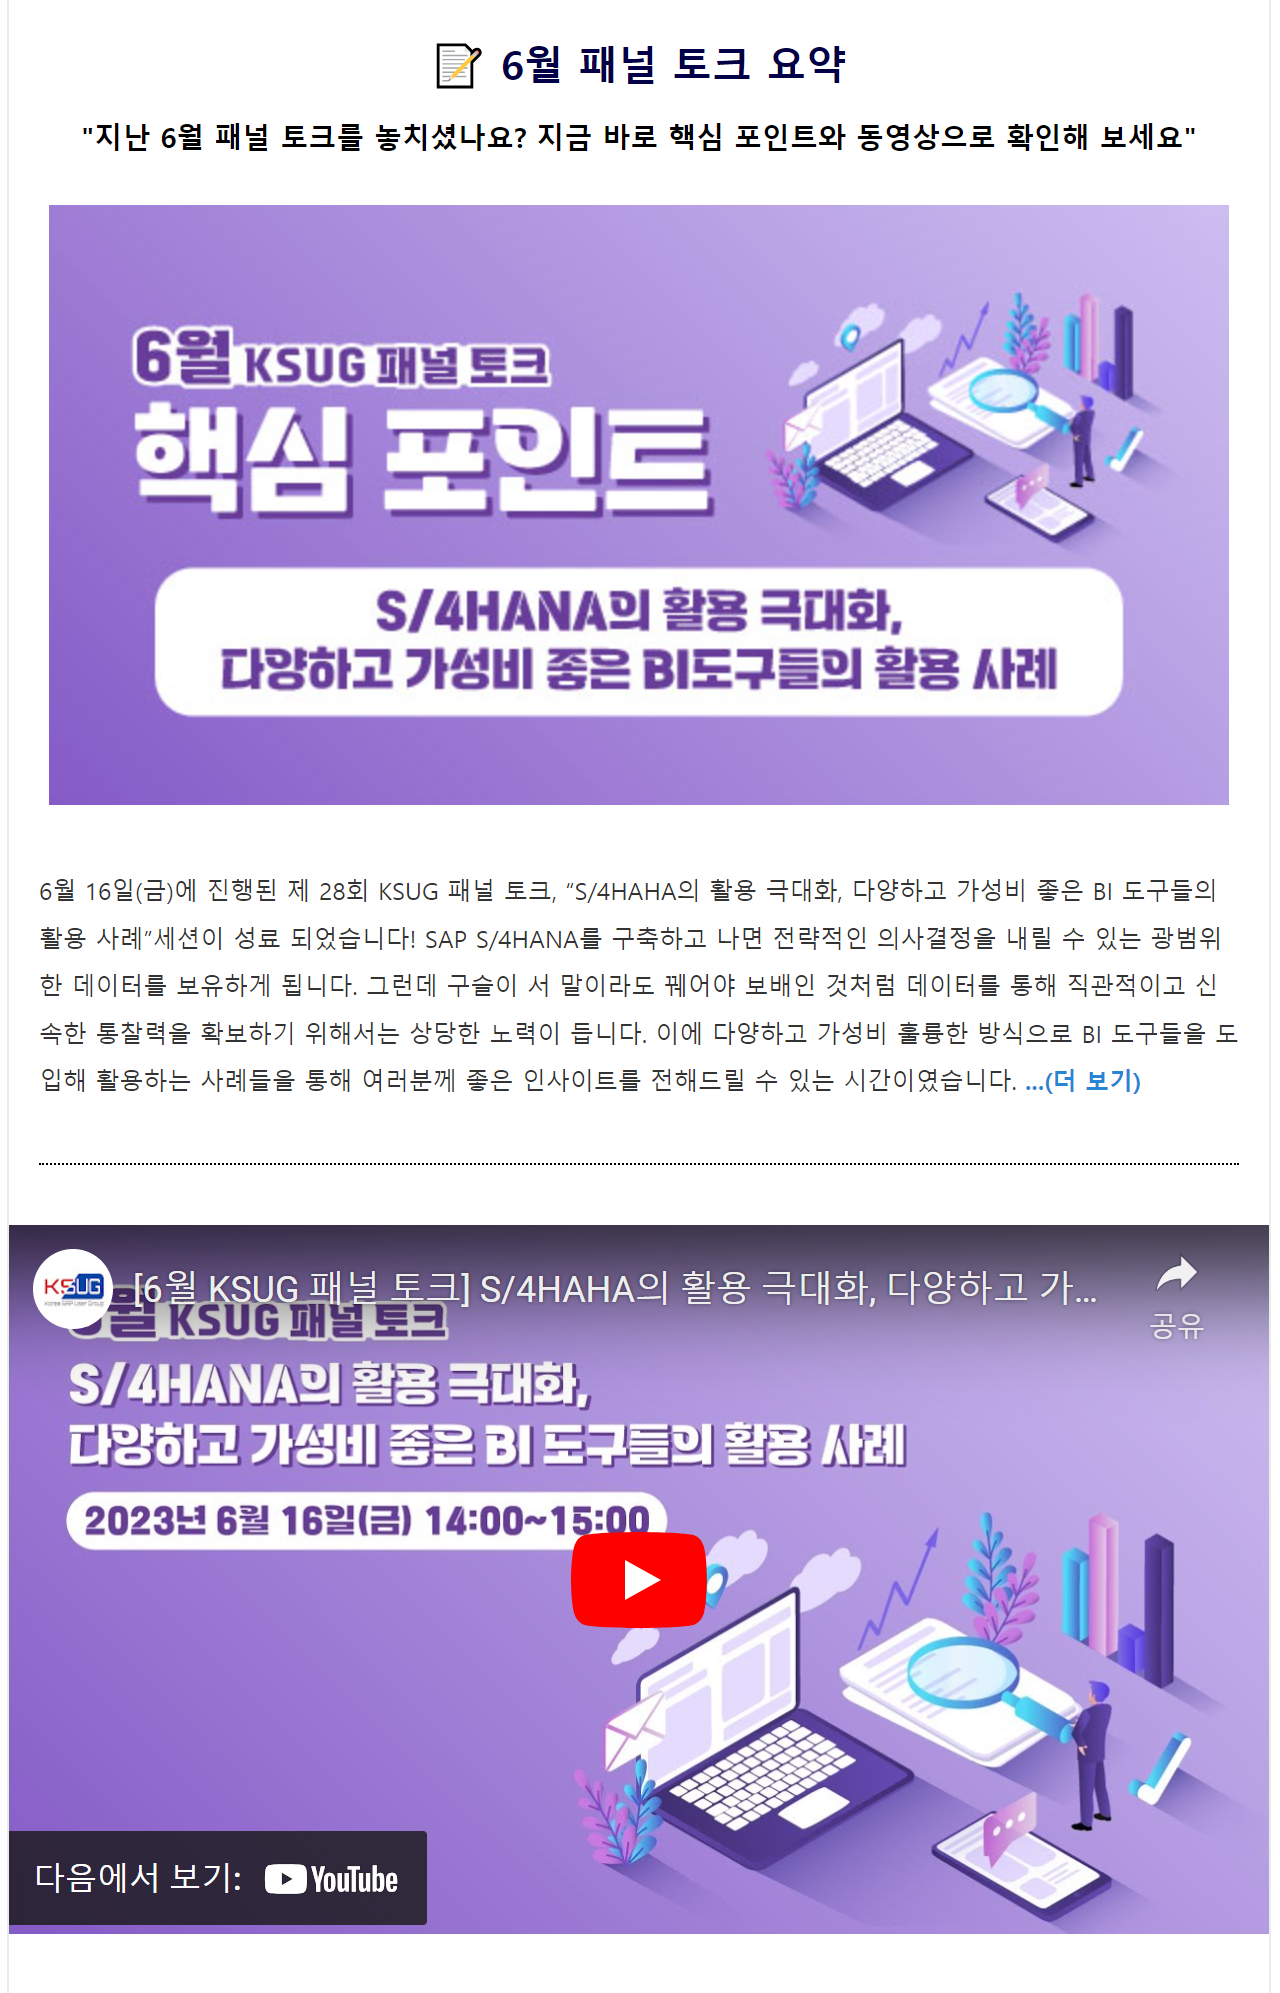 6월 패널 토크 요약
"지난 6월 패널 토크를 놓치셨나요? 지금 바로 핵심 포인트와 동영상으로 확인해 보세요"
6월 KSUG 패널 토크
핵심 포인트
S/4HANA의 활용 극대화,
다양하고 가성비 좋은 BI도구들의 활용 사례
6월 16일(금)에 진행된 제 28회 KSUG 패널 토크, “S/4HAHA의 활용 극대화, 다양하고 가성비 좋은 BI 도구들의
활용 사례”세션이 성료 되었습니다! SAP S/4HANA를 구축하고 나면 전략적인 의사결정을 내릴 수 있는 광범위
한 데이터를 보유하게 됩니다. 그런데 구슬이 서 말이라도 꿰어야 보배인 것처럼 데이터를 통해 직관적이고 신
속한 통찰력을 확보하기 위해서는 상당한 노력이 듭니다. 이에 다양하고 가성비 훌륭한 방식으로 BI 도구들을 도
입해 활용하는 사례들을 통해 여러분께 좋은 인사이트를 전해드릴 수 있는 시간이였습니다. ...(더 보기)
KSUG
Korea SAP User Group
[6월 KSUG 패널 토크] S/4HAHA의 활용 극대화, 다양하고 가...
공유
6월 KSUG 패널 토크
S/4HANA의 활용 극대화,
다양하고 가성비 좋은 BI 도구들의 활용 사례
2023년 6월 16일(금) 14:00~15:00
다음에서 보기: YouTube